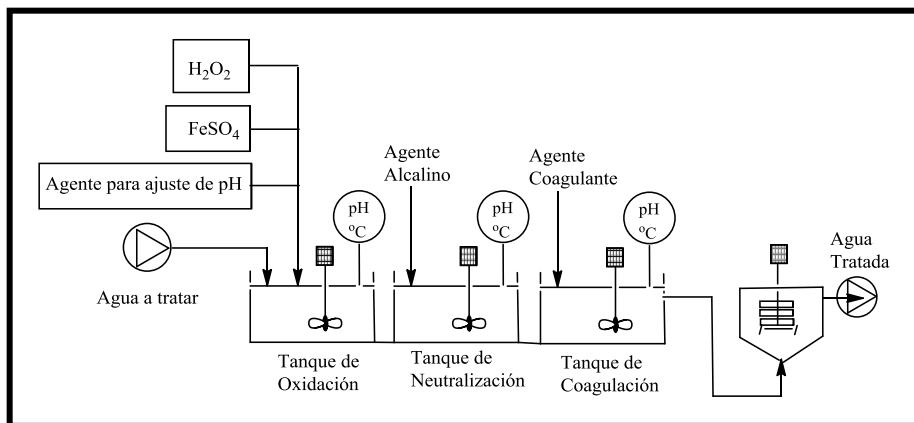 H₂O₂
FeSO₄
Agente para ajuste de pH
Agua a tratar
Agente
Alcalino
Agente
Coagulante
pH
ºC
pH
ºC
pH
ºC
Agua
Tratada
Tanque de
Oxidación
Tanque de
Neutralización
Tanque de
Coagulación